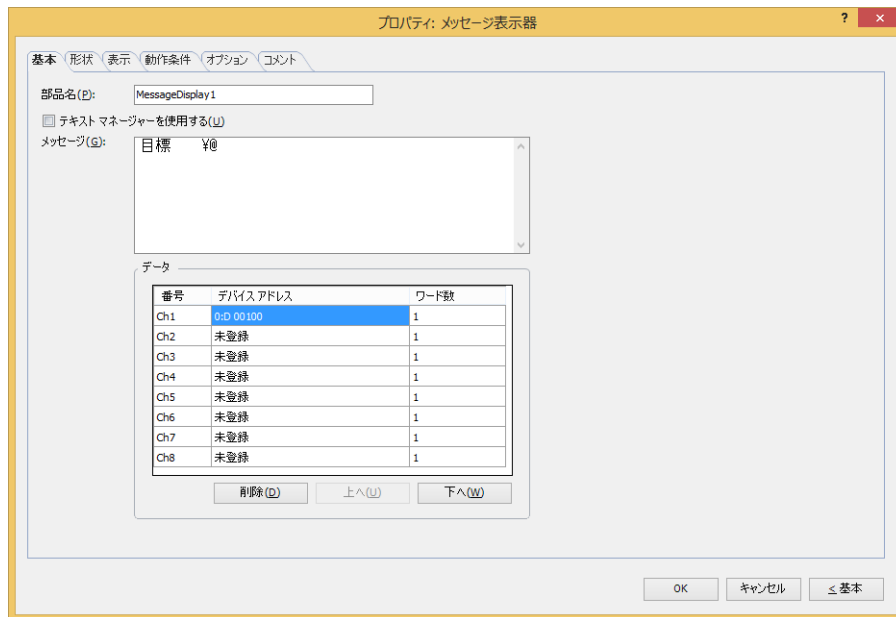 プロパティ: メッセージ表示器
? ×
基本 形状 表示 動作条件 オプション コメント
部品名(P): MessageDisplay1
テキスト マネージャーを使用する(U)
メッセージ(G): 目標 ¥@
データ
番号 デバイス アドレス ワード数
Ch1 0:D 00100 1
Ch2 未登録 1
Ch3 未登録 1
Ch4 未登録 1
Ch5 未登録 1
Ch6 未登録 1
Ch7 未登録 1
Ch8 未登録 1
削除(D) 上へ(U) 下へ(W)
OK キャンセル < 基本